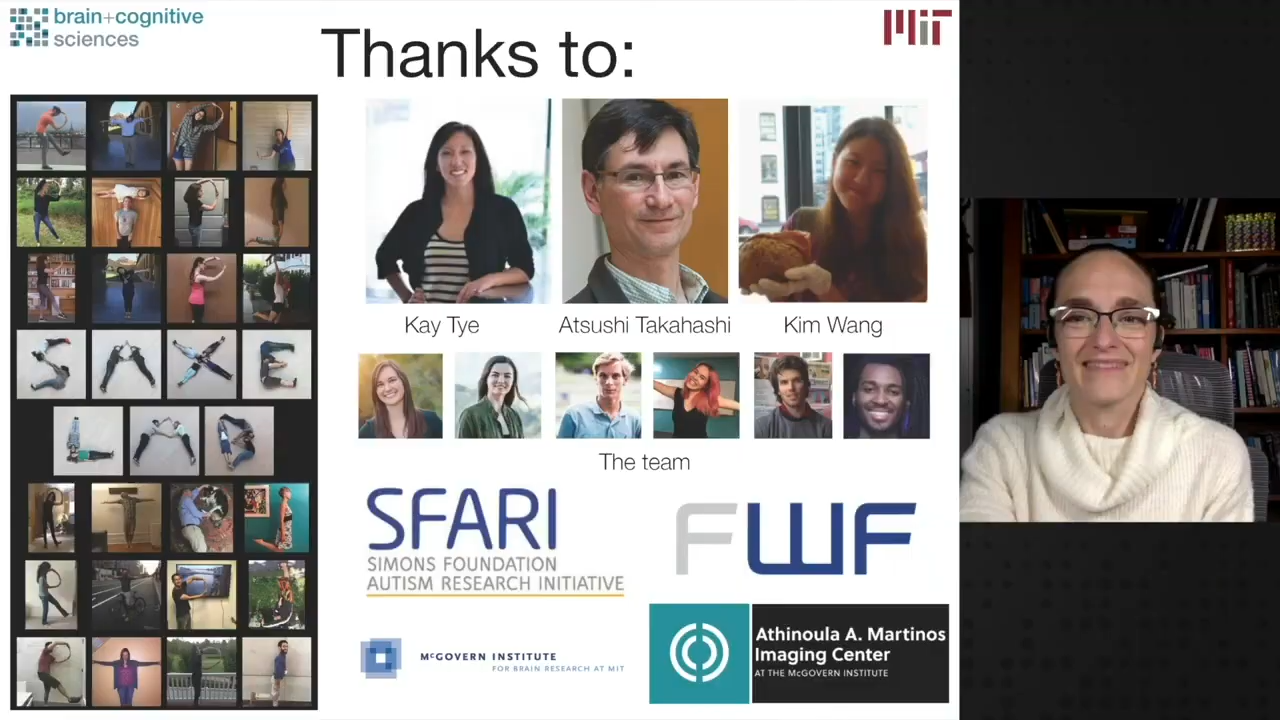 brain+cognitive
sciences
MIT
Thanks to:
Kay Tye
Atsushi Takahashi
Kim Wang
The team
SFARI
SIMONS FOUNDATION
AUTISM RESEARCH INITIATIVE
FWF
McGOVERN INSTITUTE
FOR BRAIN RESEARCH AT MIT
Athinoula A. Martinos
Imaging Center
AT THE McGOVERN INSTITUTE